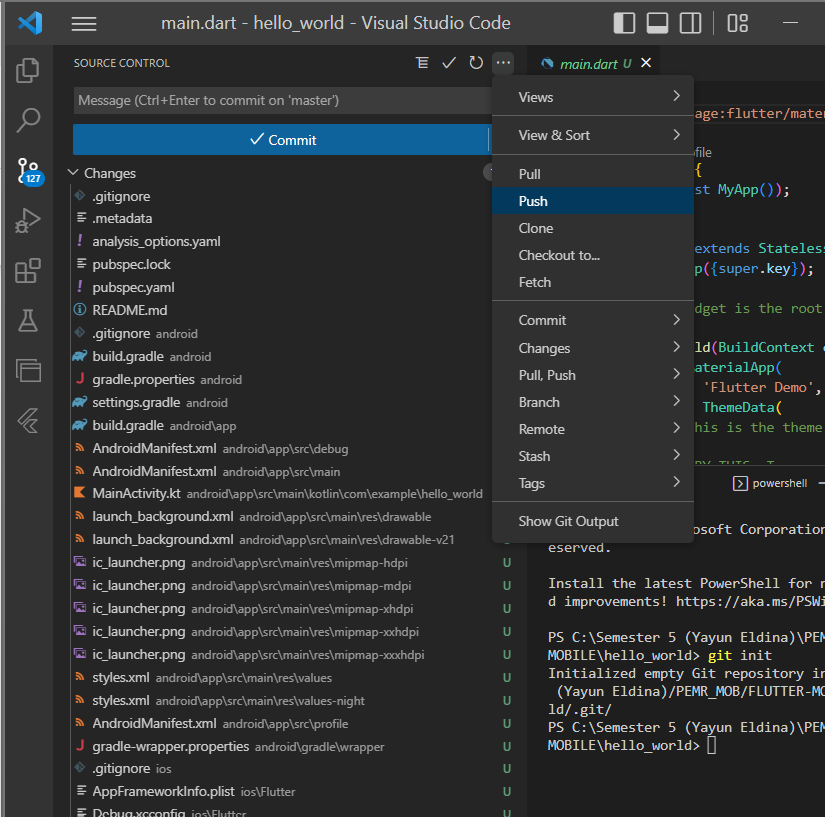 main.dart - hello_world - Visual Studio Code
SOURCE CONTROL
Message (Ctrl+Enter to commit on 'master')
Commit
127
Changes
.gitignore
.metadata
analysis_options.yaml
pubspec.lock
pubspec.yaml
README.md
.gitignore android
build.gradle android
gradle.properties android
settings.gradle android
build.gradle android\app
AndroidManifest.xml android\app\src\debug
AndroidManifest.xml android\app\src\main
MainActivity.kt android\app\src\main\kotlin\com\example\hello_world
launch_background.xml android\app\src\main\res\drawable
launch_background.xml android\app\src\main\res\drawable-v21
ic_launcher.png android\app\src\main\res\mipmap-hdpi U
ic_launcher.png android\app\src\main\res\mipmap-mdpi U
ic_launcher.png android\app\src\main\res\mipmap-xhdpi U
ic_launcher.png android\app\src\main\res\mipmap-xxhdpi U
ic_launcher.png android\app\src\main\res\mipmap-xxxhdpi U
styles.xml android\app\src\main\res\values U
styles.xml android\app\src\main\res\values-night U
AndroidManifest.xml android\app\src\profile U
gradle-wrapper.properties android\gradle\wrapper U
.gitignore ios U
AppFrameworkInfo.plist ios\Flutter U
Debug.xcconfig ios\Flutter U
Views
View & Sort
Pull
Push
Clone
Checkout to...
Fetch
Commit
Changes
Pull, Push
Branch
Remote
Stash
Tags
Show Git Output
main.dart U
age:flutter/mater
ofile
{
st MyApp());
extends Stateless
p({super.key});
dget is the root
ld(BuildContext c
aterialApp(
'Flutter Demo',
ThemeData(
his is the theme
RY THIS: T
powershell
osoft Corporation
eserved.
Install the latest PowerShell for n
d improvements! https://aka.ms/PSWi
PS C:\Semester 5 (Yayun Eldina)\PEM
MOBILE\hello_world> git init
Initialized empty Git repository in
(Yayun Eldina)/PEMR_MOB/FLUTTER-MO
ld/.git/
PS C:\Semester 5 (Yayun Eldina)\PEM
MOBILE\hello_world>